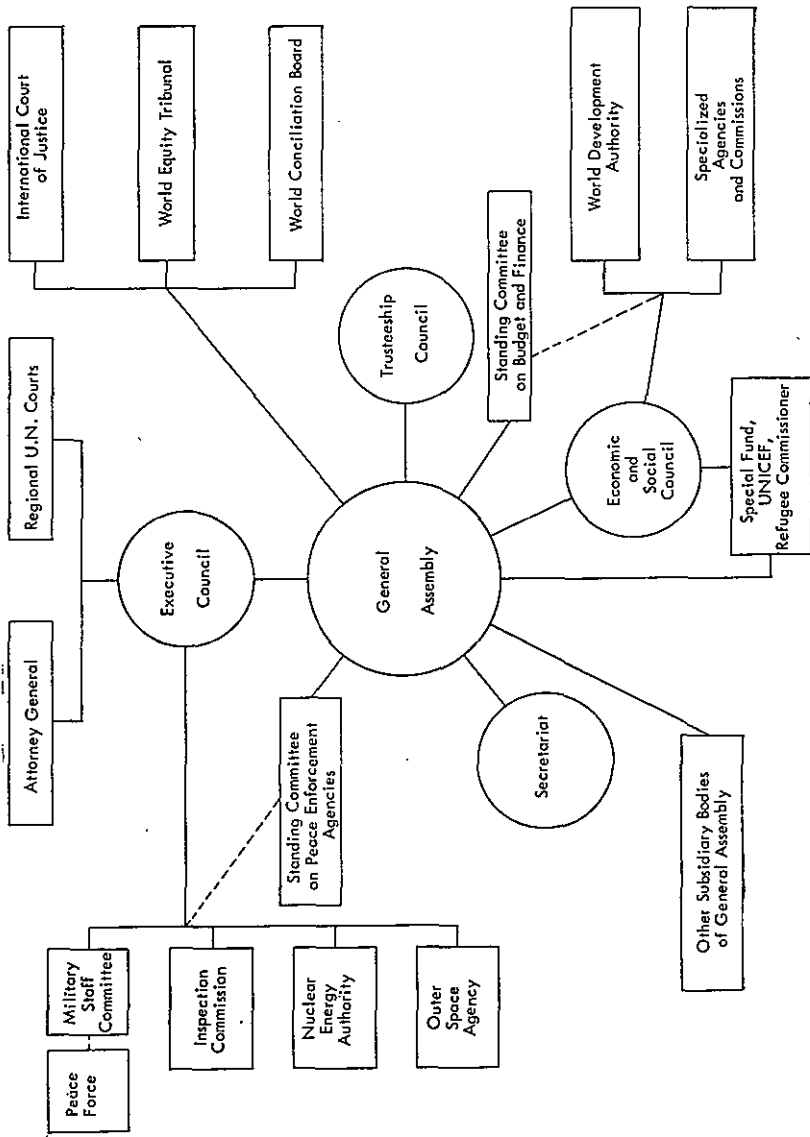 Attorney General
Regional U.N. Courts
Executive
Council
International Court
of Justice
World Equity Tribunal
World Conciliation Board
Peace
Force
Military
Staff
Committee
Inspection
Commission
Nuclear
Energy
Authority
Outer
Space
Agency
Standing Committee
on Peace Enforcement
Agencies
General
Assembly
Trusteeship
Council
Standing Committee
on Budget and Finance
Secretariat
Economic
and
Social
Council
World Development
Authority
Specialized
Agencies
and Commissions
Other Subsidiary Bodies
of General Assembly
Special Fund,
UNICEF,
Refugee Commissioner